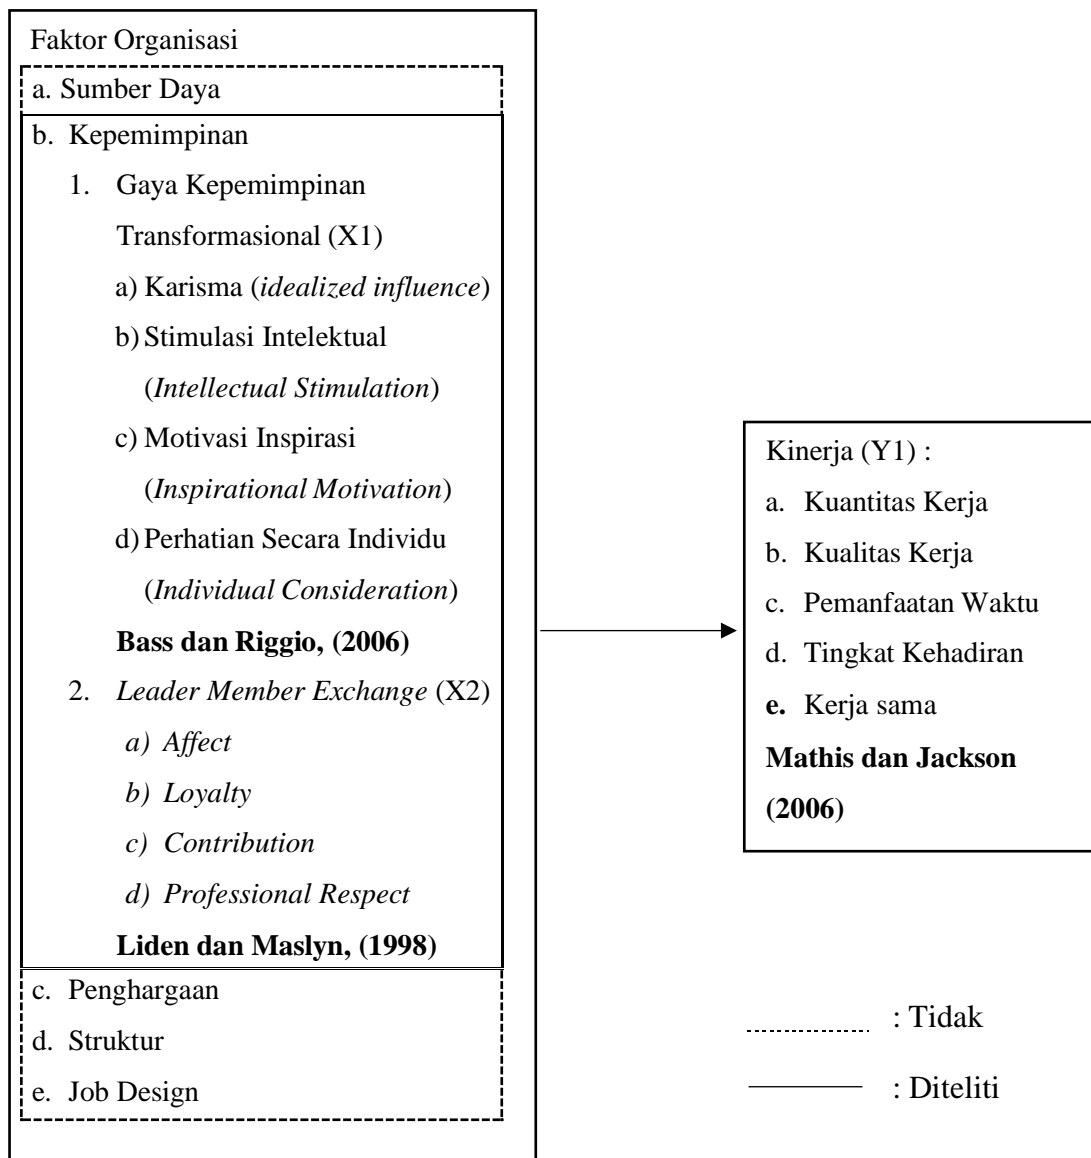 Faktor Organisasi
a. Sumber Daya
b. Kepemimpinan
1. Gaya Kepemimpinan
Transformasional (X1)
a) Karisma (idealized influence)
b) Stimulasi Intelektual
(Intellectual Stimulation)
c) Motivasi Inspirasi
(Inspirational Motivation)
d) Perhatian Secara Individu
(Individual Consideration)
Bass dan Riggio, (2006)
2. Leader Member Exchange (X2)
a) Affect
b) Loyalty
c) Contribution
d) Professional Respect
Liden dan Maslyn, (1998)
c. Penghargaan
d. Struktur
e. Job Design
Kinerja (Y1) :
a. Kuantitas Kerja
b. Kualitas Kerja
c. Pemanfaatan Waktu
d. Tingkat Kehadiran
e. Kerja sama
Mathis dan Jackson
(2006)
: Tidak
: Diteliti